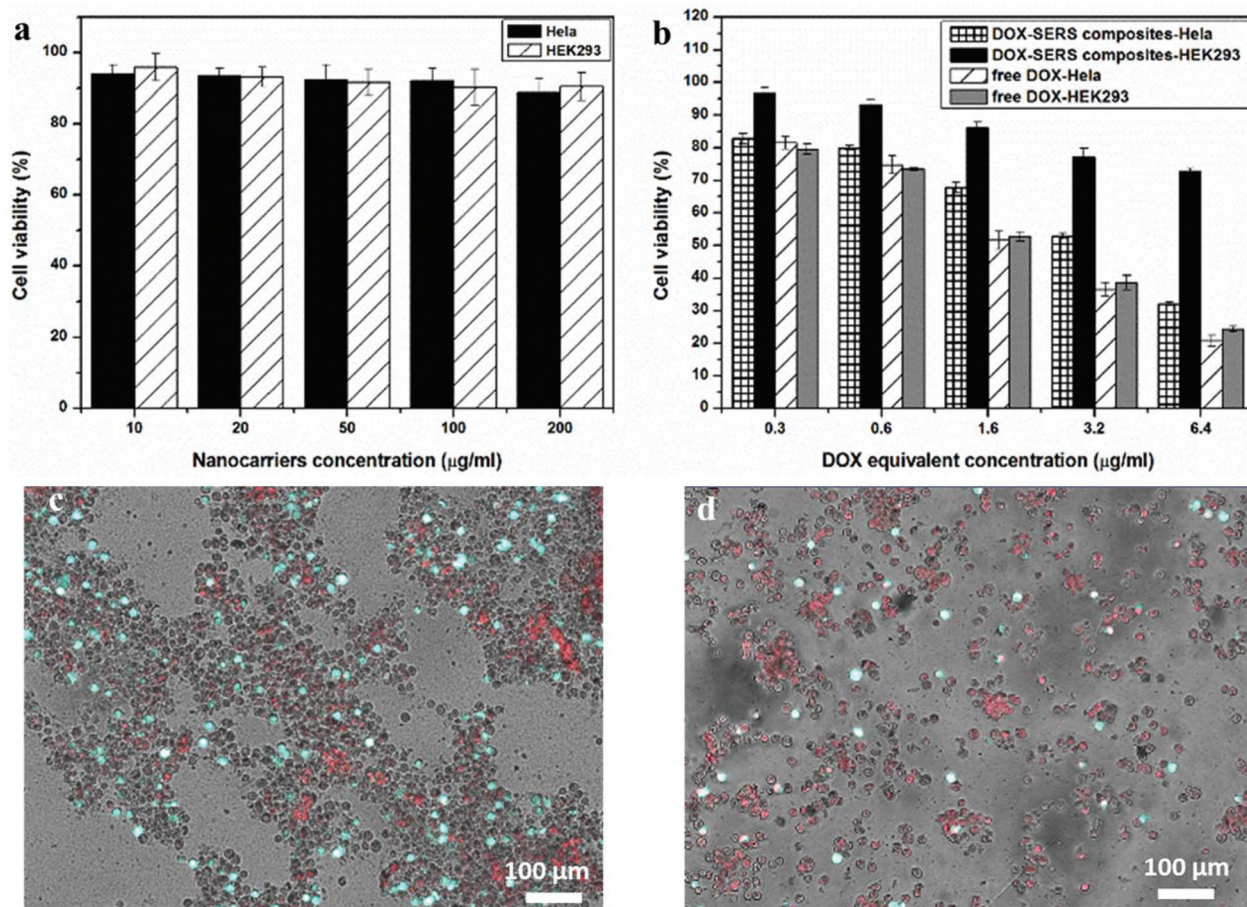 a
Hela
HEK293
Cell viability (%)
100
80
60
40
20
0
10 20 50 100 200
Nanocarriers concentration (μg/ml)
b
DOX-SERS composites-Hela
DOX-SERS composites-HEK293
free DOX-Hela
free DOX-HEK293
Cell viability (%)
120
110
100
90
80
70
60
50
40
30
20
10
0
0.3 0.6 1.6 3.2 6.4
DOX equivalent concentration (μg/ml)
c
100 μm
d
100 μm